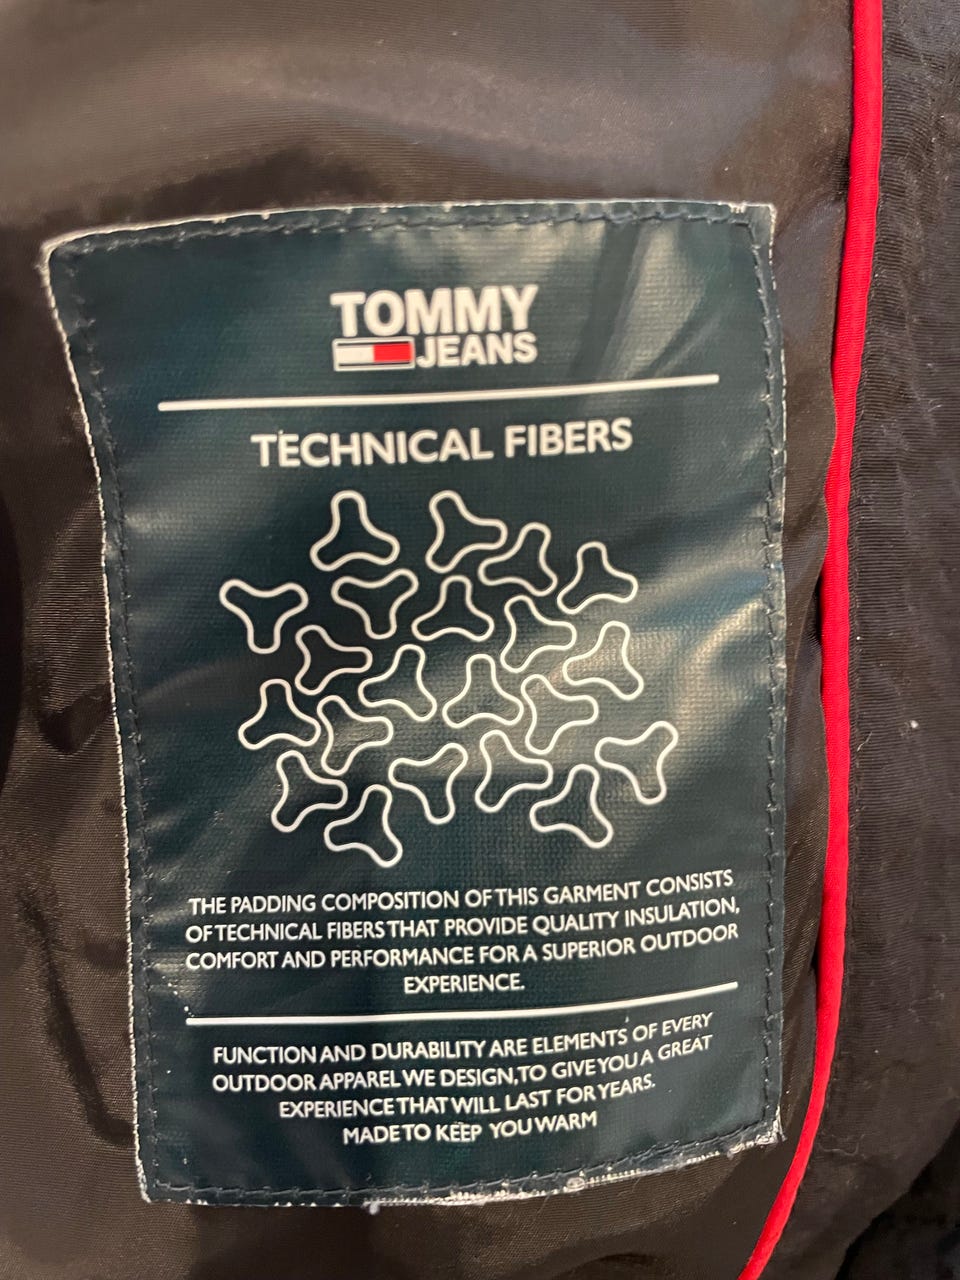 TOMMY
JEANS
TECHNICAL FIBERS
THE PADDING COMPOSITION OF THIS GARMENT CONSISTS
OF TECHNICAL FIBERS THAT PROVIDE QUALITY INSULATION,
COMFORT AND PERFORMANCE FOR A SUPERIOR OUTDOOR
EXPERIENCE.
FUNCTION AND DURABILITY ARE ELEMENTS OF EVERY
OUTDOOR APPAREL WE DESIGN, TO GIVE YOU A GREAT
EXPERIENCE THAT WILL LAST FOR YEARS.
MADE TO KEEP YOU WARM